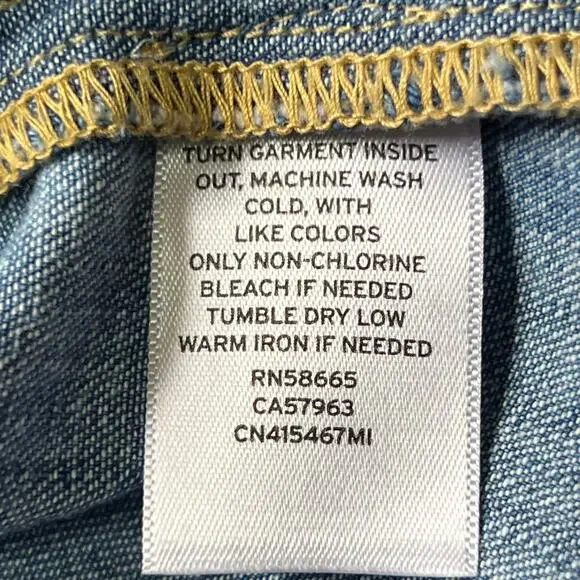 TURN GARMENT INSIDE
OUT, MACHINE WASH
COLD, WITH
LIKE COLORS
ONLY NON-CHLORINE
BLEACH IF NEEDED
TUMBLE DRY LOW
WARM IRON IF NEEDED
RN58665
CA57963
CN415467MI